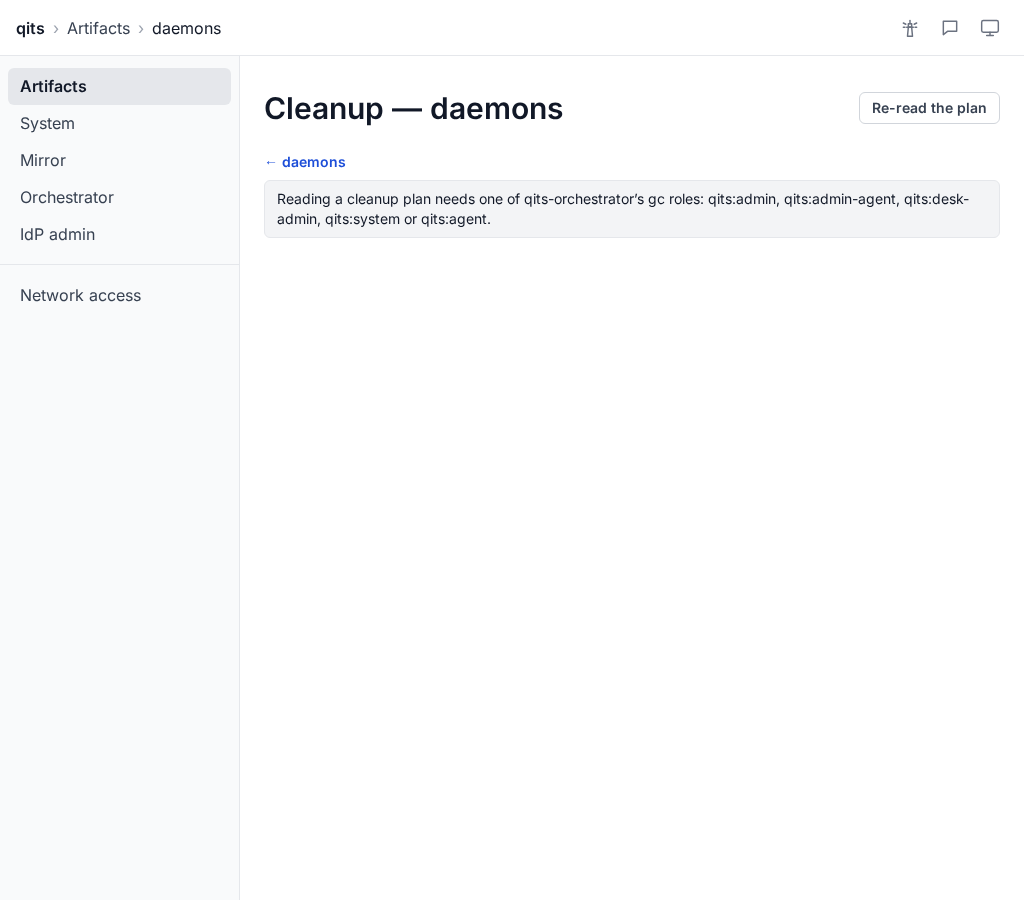 qits › Artifacts › daemons
Artifacts
System
Mirror
Orchestrator
IdP admin
Network access
Cleanup — daemons
Re-read the plan
← daemons
Reading a cleanup plan needs one of qits-orchestrator’s gc roles: qits:admin, qits:admin-agent, qits:desk-
admin, qits:system or qits:agent.